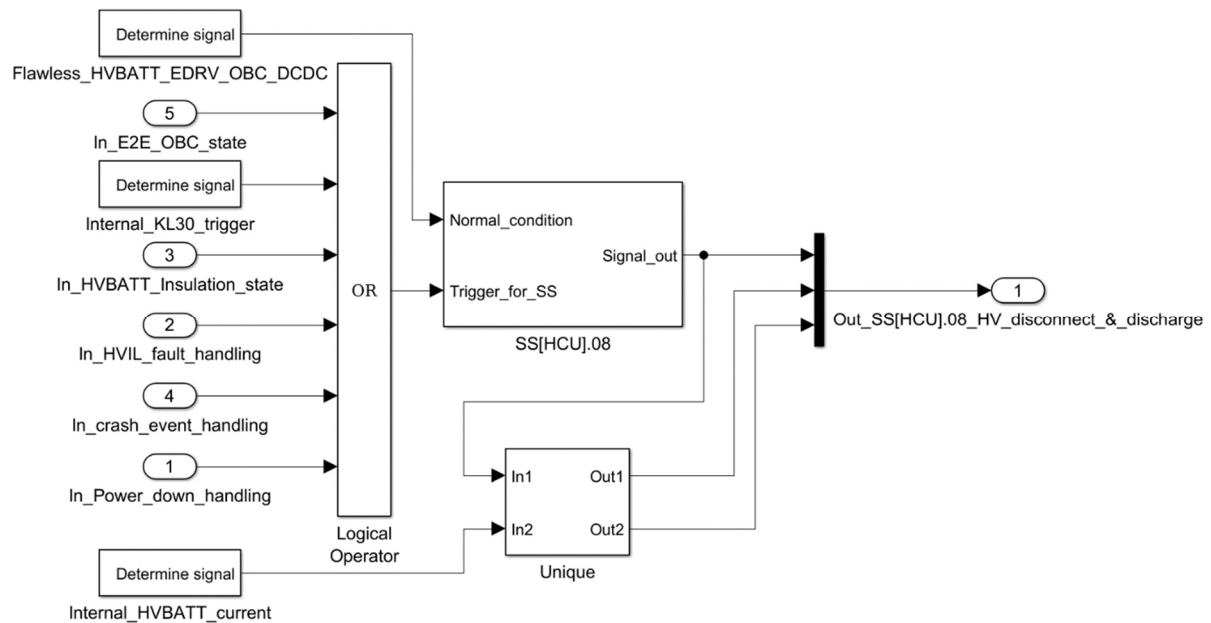 Determine signal
Flawless_HVBATT_EDRV_OBC_DCDC
5
In_E2E_OBC_state
Determine signal
Internal_KL30_trigger
3
In_HVBATT_Insulation_state
2
In_HVIL_fault_handling
4
In_crash_event_handling
1
In_Power_down_handling
Determine signal
Internal_HVBATT_current
OR
Logical
Operator
Normal_condition
Signal_out
Trigger_for_SS
SS[HCU].08
In1
Out1
In2
Out2
Unique
1
Out_SS[HCU].08_HV_disconnect_&_discharge